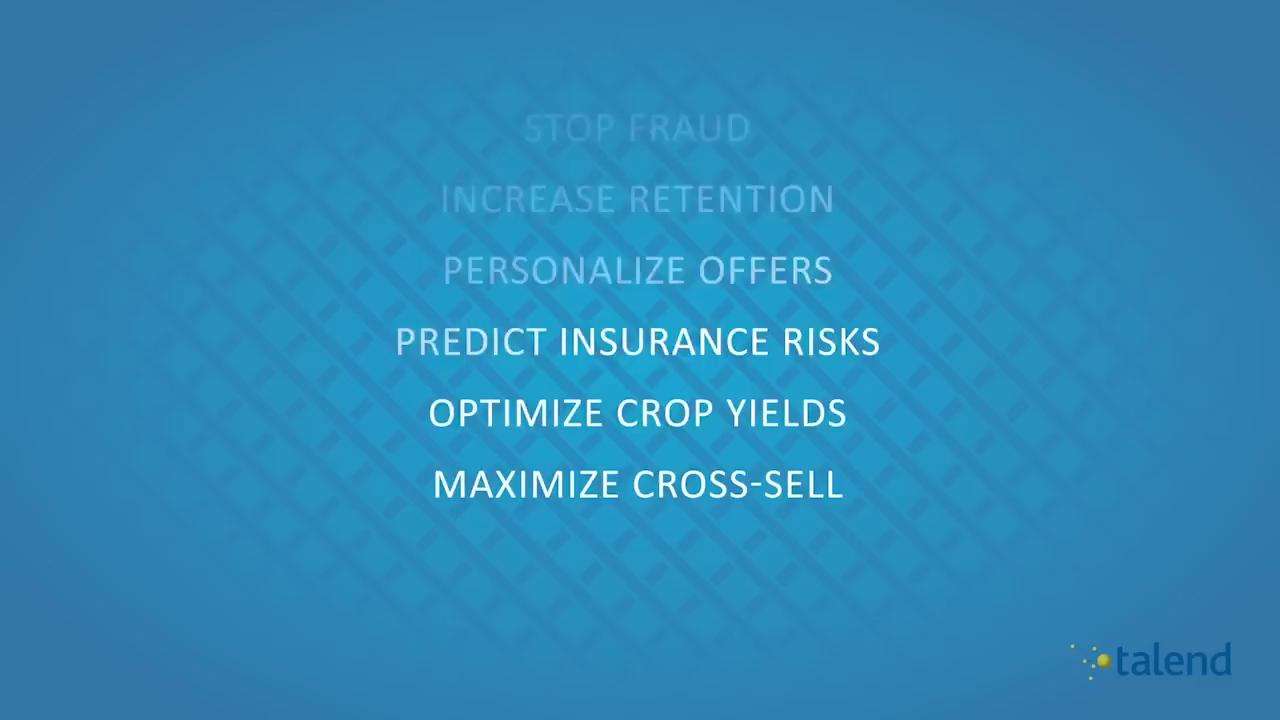 STOP FRAUD
INCREASE RETENTION
PERSONALIZE OFFERS
PREDICT INSURANCE RISKS
OPTIMIZE CROP YIELDS
MAXIMIZE CROSS-SELL
talend